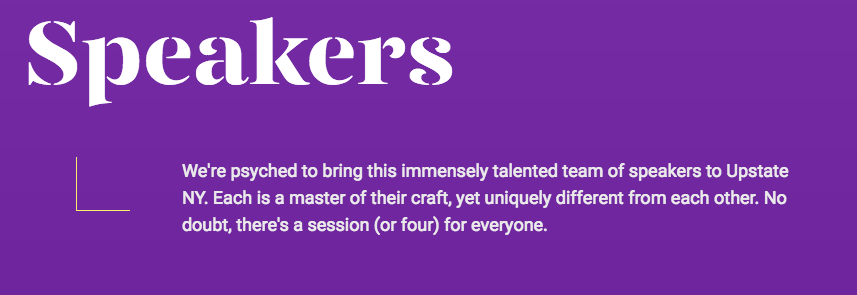 Speakers
We're psyched to bring this immensely talented team of speakers to Upstate
NY. Each is a master of their craft, yet uniquely different from each other. No
doubt, there's a session (or four) for everyone.